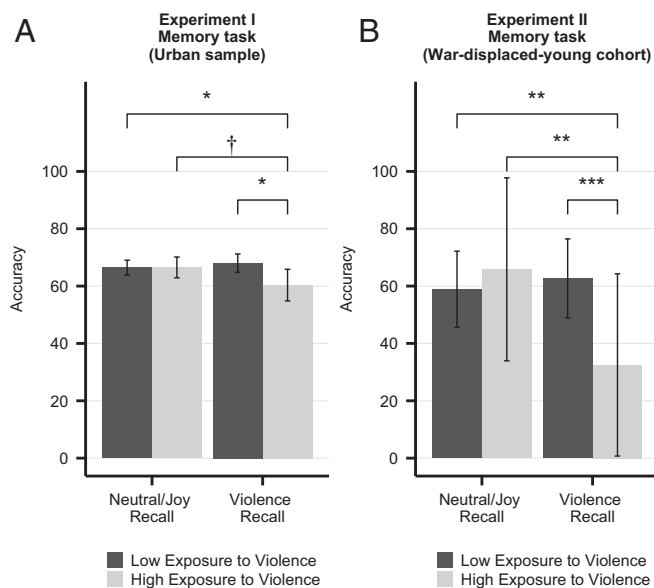 A
Experiment I
Memory task
(Urban sample)
*
†
*
100
80
60
40
20
0
Accuracy
Neutral/Joy
Recall
Violence
Recall
Low Exposure to Violence
High Exposure to Violence
B
Experiment II
Memory task
(War-displaced-young cohort)
**
**
***
100
80
60
40
20
0
Accuracy
Neutral/Joy
Recall
Violence
Recall
Low Exposure to Violence
High Exposure to Violence